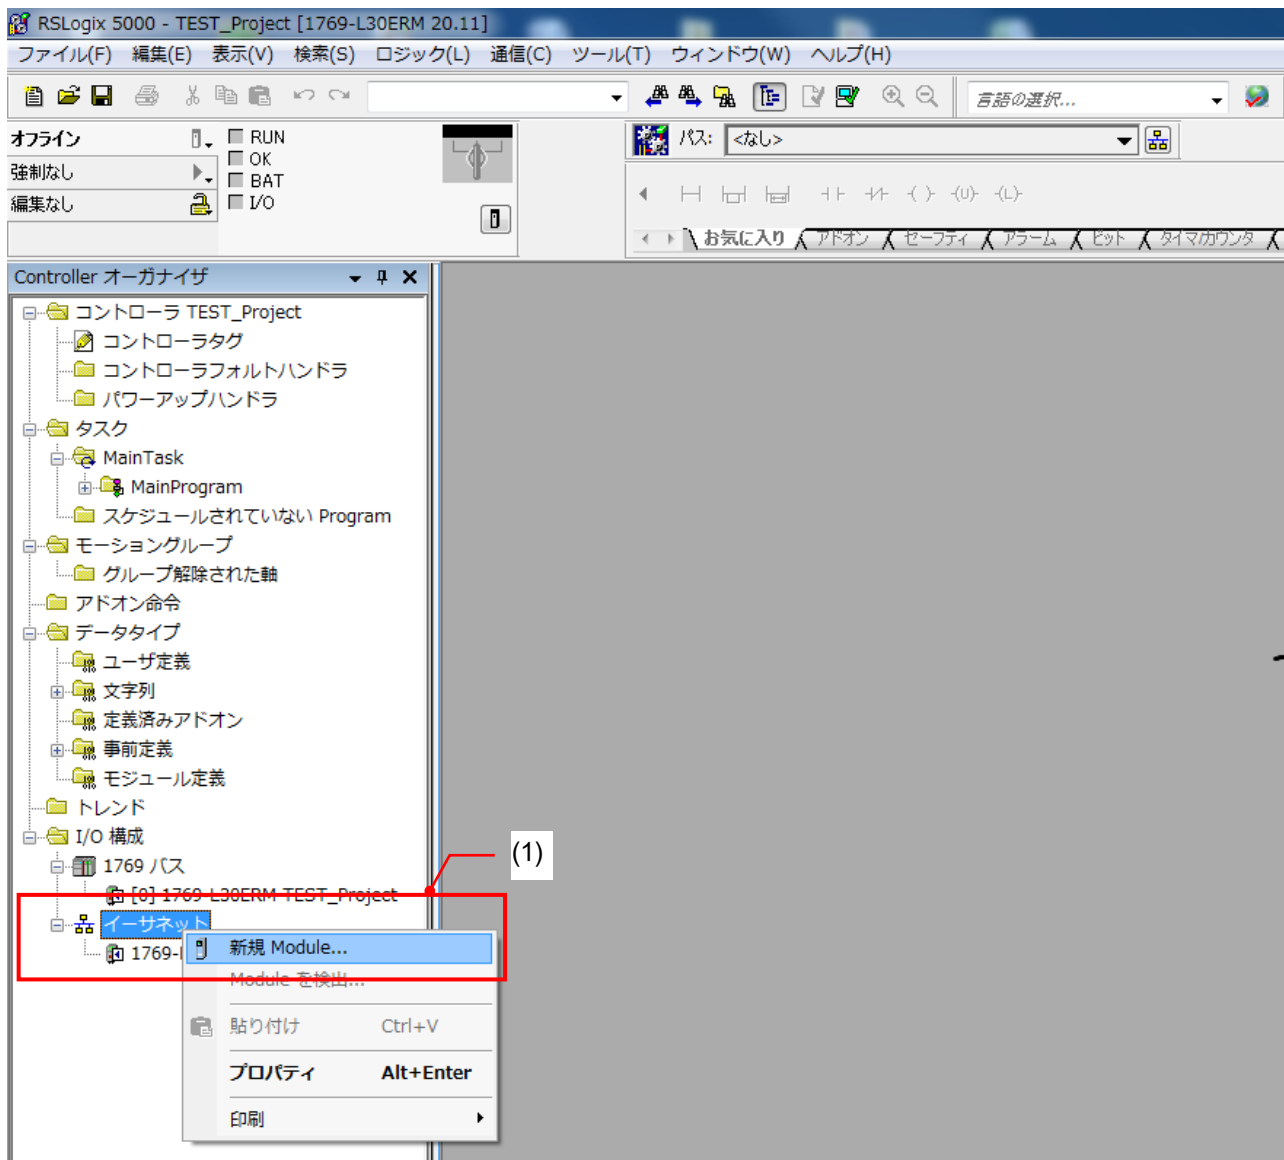 RSLogix 5000 - TEST_Project [1769-L30ERM 20.11]
ファイル(F) 編集(E) 表示(V) 検索(S) ロジック(L) 通信(C) ツール(T) ウィンドウ(W) ヘルプ(H)
言語の選択...
オフライン
RUN
OK
強制なし
BAT
編集なし
I/O
パス: <なし>
(U) (L)
お気に入り アドオン セーフティ アラーム ビット タイマ/カウンタ
Controller オーガナイザ
コントローラ TEST_Project
コントローラタグ
コントローラフォルトハンドラ
パワーアップハンドラ
タスク
MainTask
MainProgram
スケジュールされていない Program
モーショングループ
グループ解除された軸
アドオン命令
データタイプ
ユーザ定義
文字列
定義済みアドオン
事前定義
モジュール定義
トレンド
I/O 構成
1769 バス
(1)
[0] 1769-L30ERM TEST_Project
イーサネット
1769-
新規 Module...
Module を検出...
貼り付け Ctrl+V
プロパティ Alt+Enter
印刷